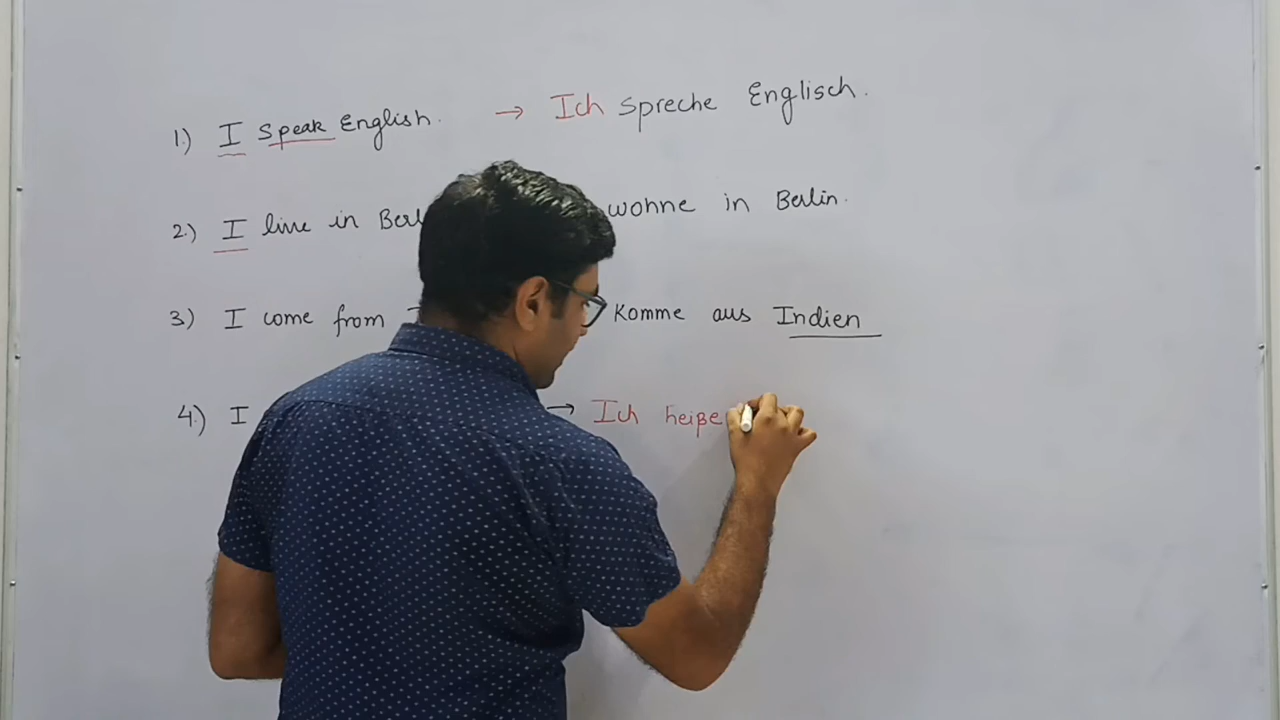 1.) I speak English. → Ich spreche Englisch.
2.) I live in wohne in Berlin.
3) I come from Komme aus Indien
4.) I → Ich heiße